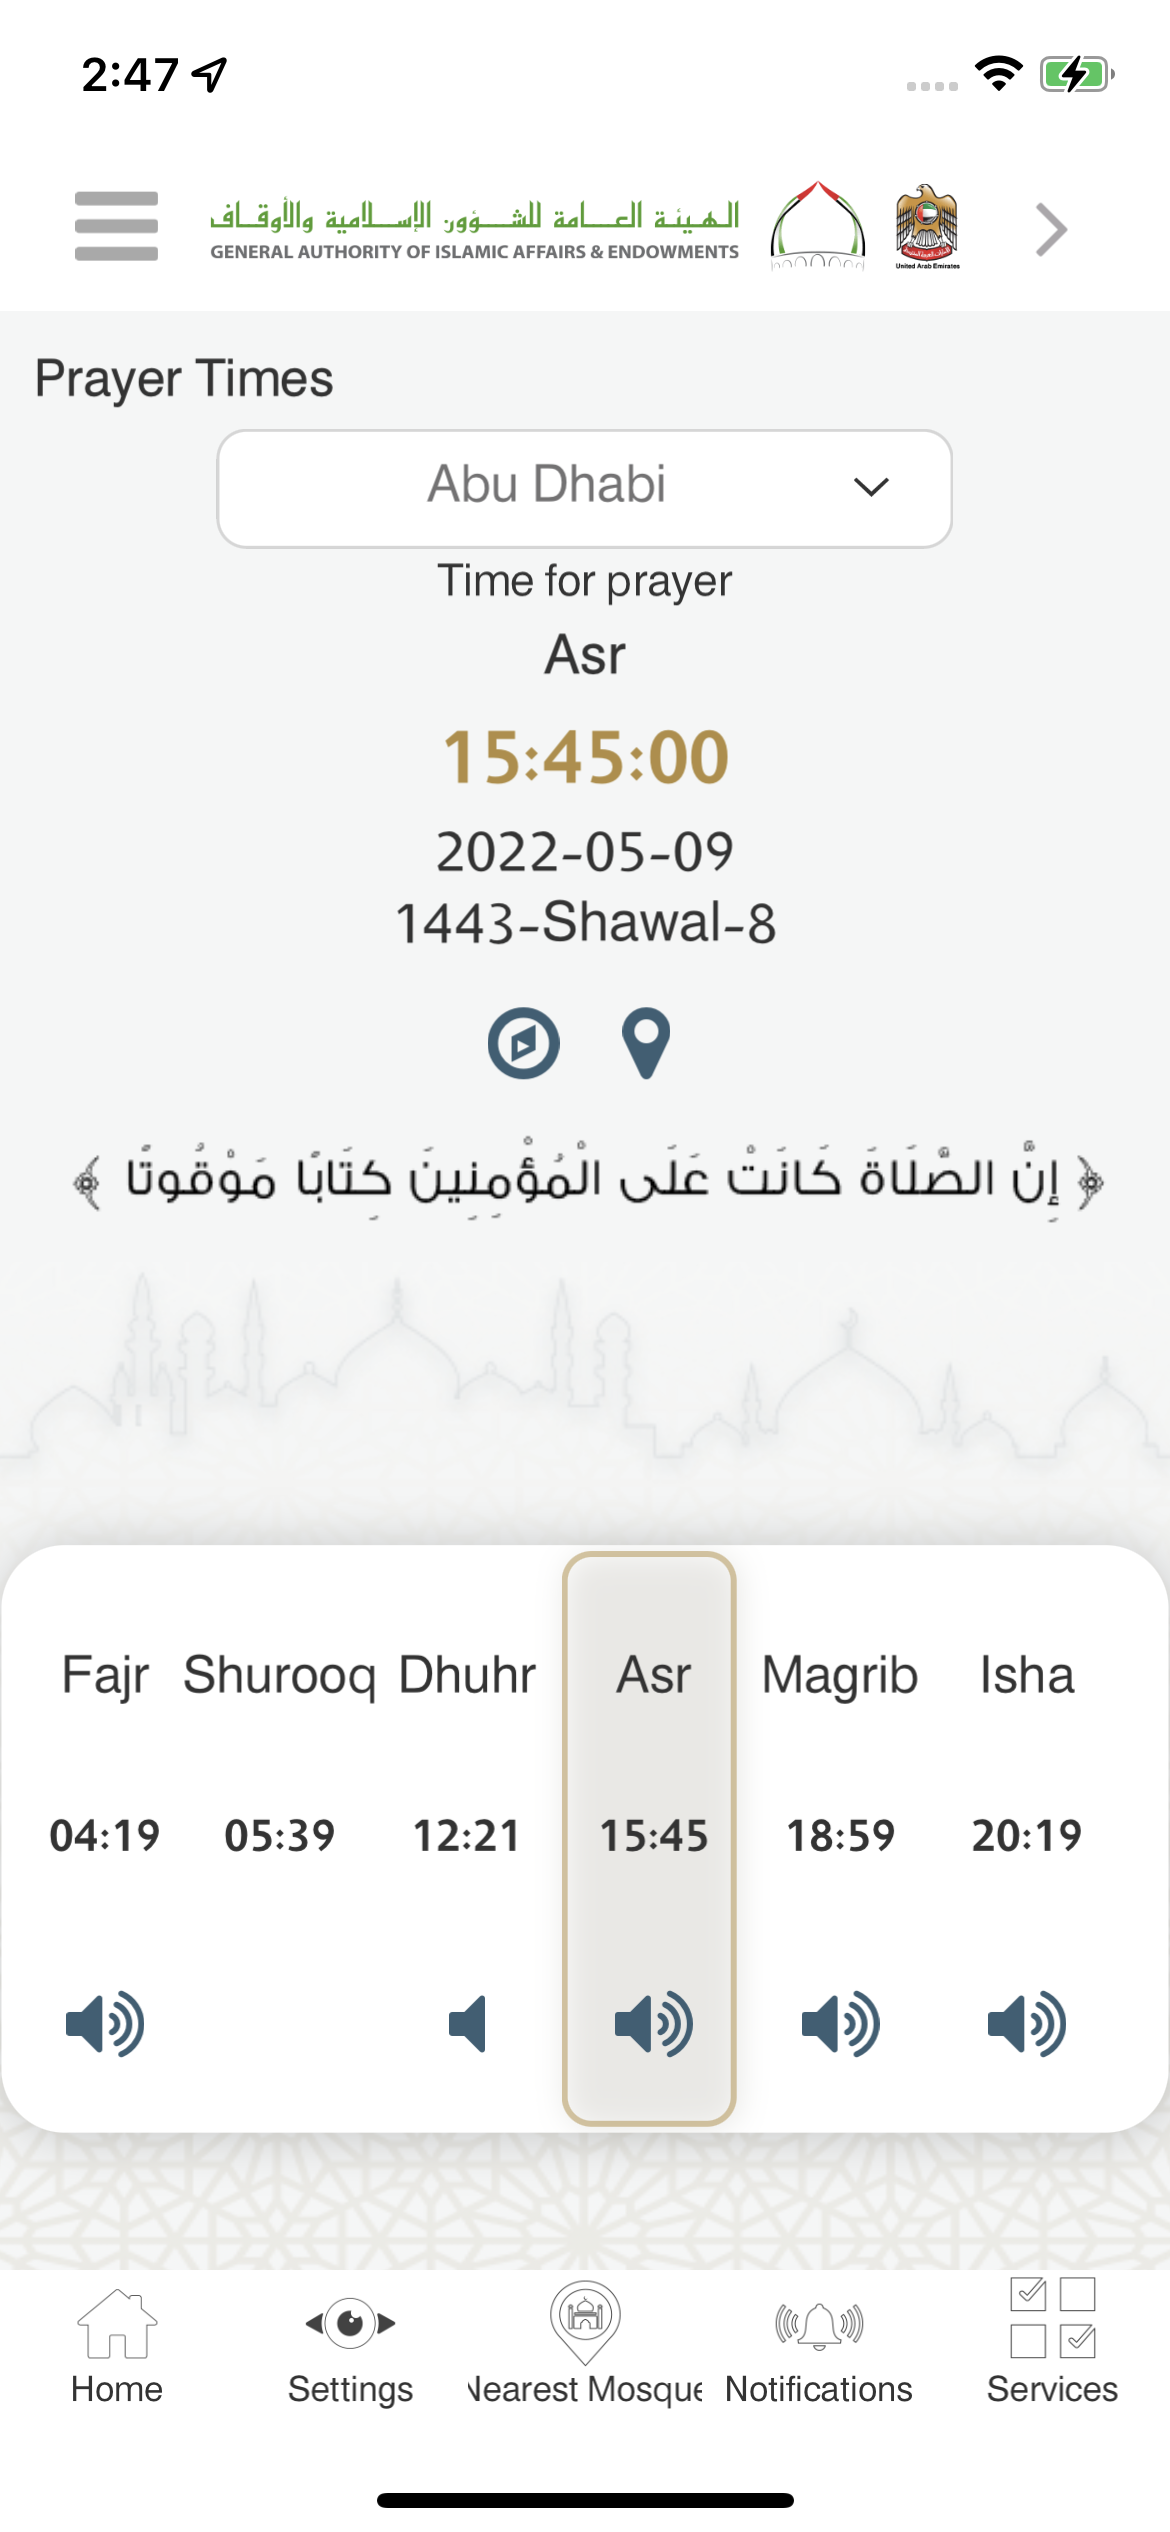 2:47
الهيئة العامة للشؤون الإسلامية والأوقاف
GENERAL AUTHORITY OF ISLAMIC AFFAIRS & ENDOWMENTS
United Arab Emirates
Prayer Times
Abu Dhabi
Time for prayer
Asr
15:45:00
2022-05-09
1443-Shawal-8
﴿ إِنَّ الصَّلَاةَ كَانَتْ عَلَى الْمُؤْمِنِينَ كِتَابًا مَوْقُوتًا ﴾
Fajr Shurooq Dhuhr Asr Magrib Isha
04:19 05:39 12:21 15:45 18:59 20:19
Home Settings Nearest Mosque Notifications Services